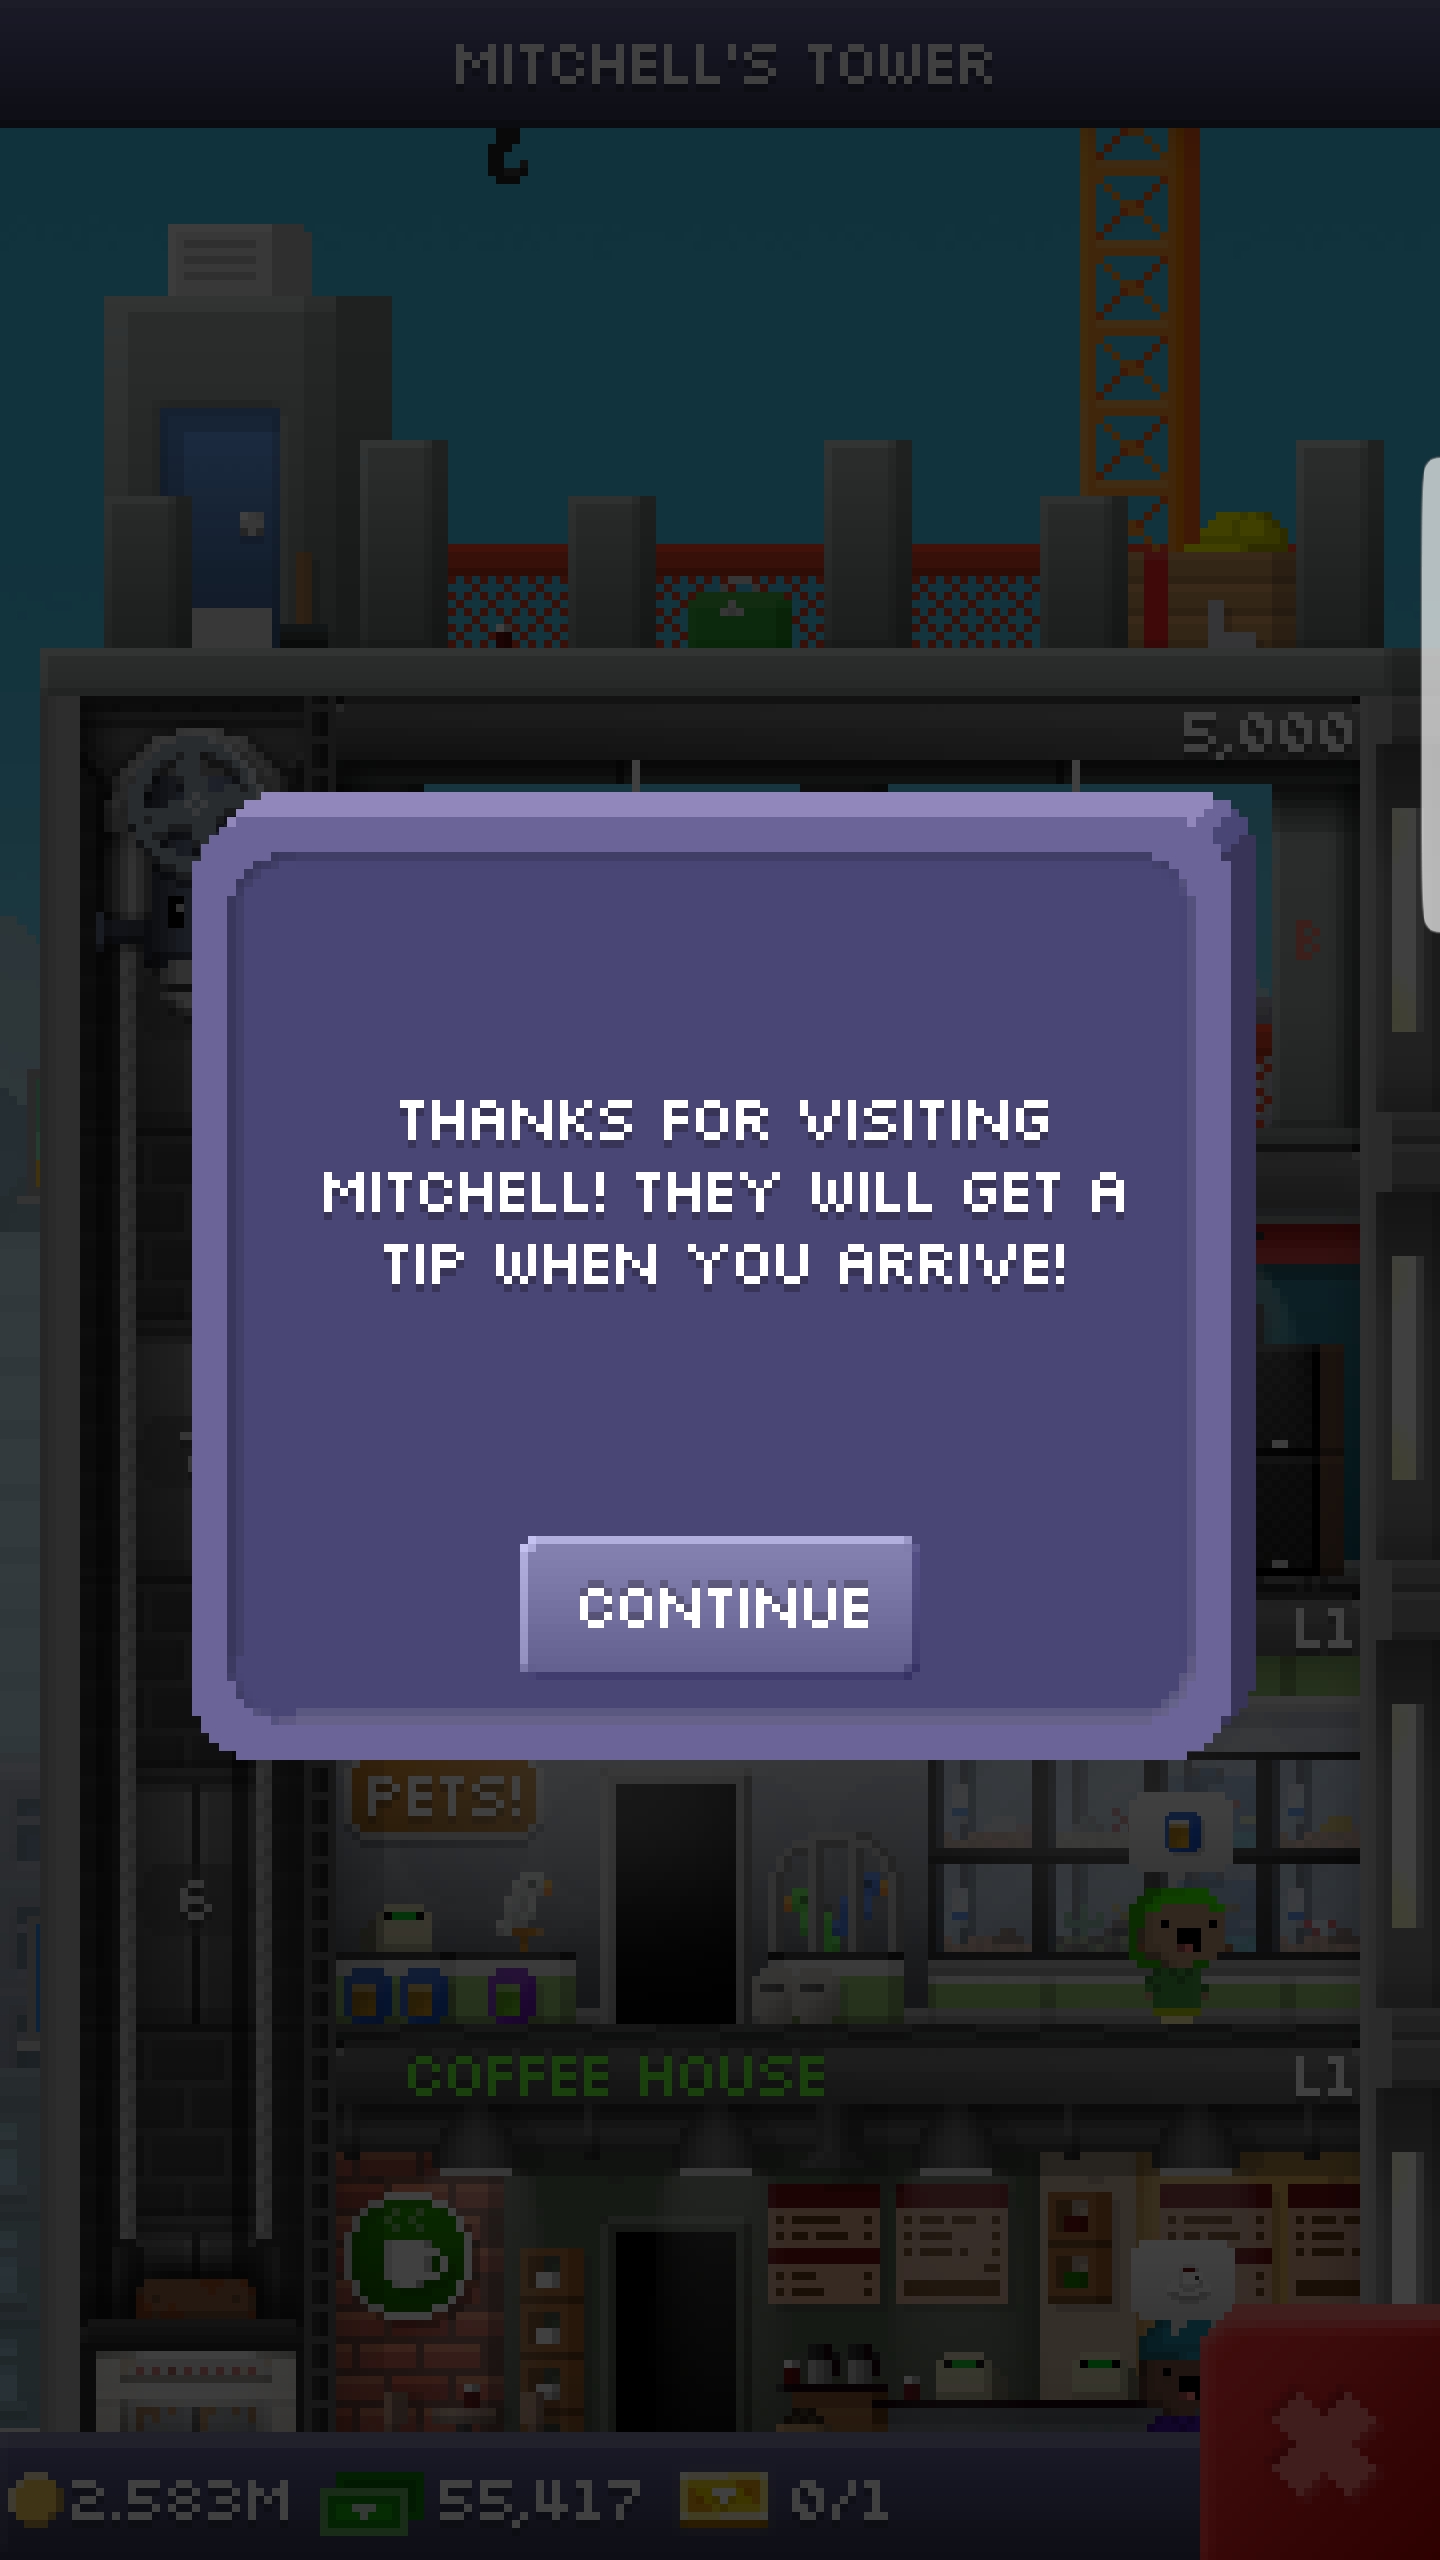 MITCHELL'S TOWER
5,000
B
THANKS FOR VISITING
MITCHELL! THEY WILL GET A
TIP WHEN YOU ARRIVE!
CONTINUE
L1
PETS!
6
COFFEE HOUSE L1
2.583M 55,417 0/1